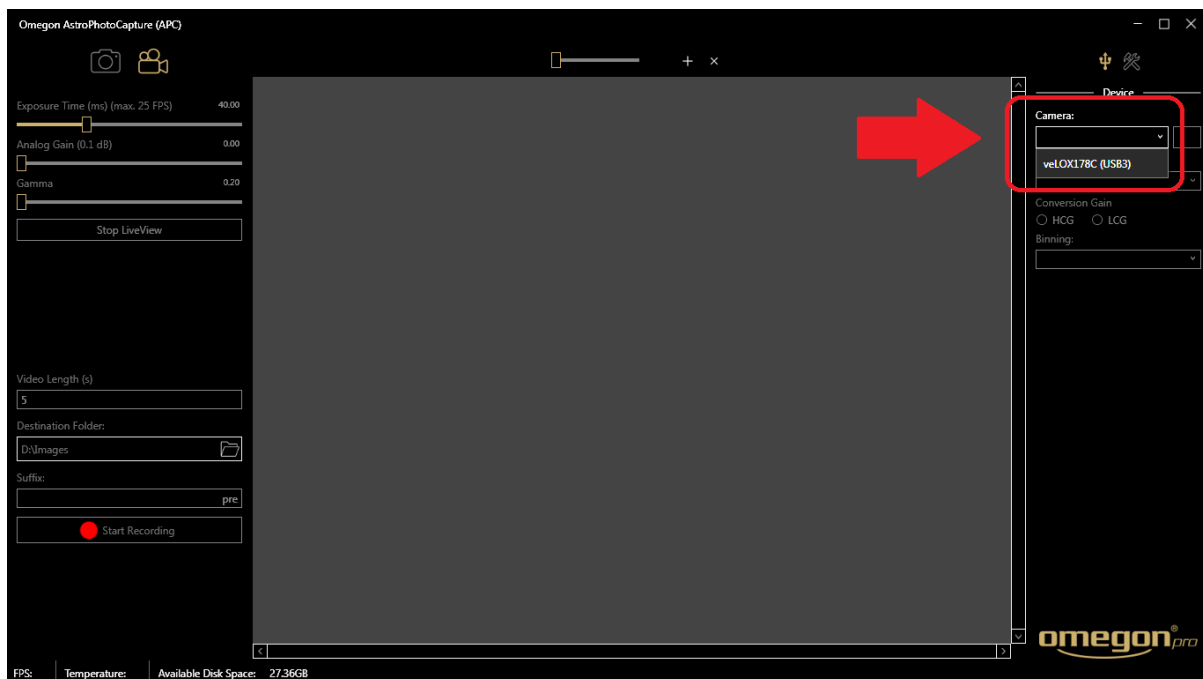 Omegon AstroPhotoCapture (APC)
Exposure Time (ms) (max. 25 FPS) 40.00
Analog Gain (0.1 dB) 0.00
Gamma 0.20
Stop LiveView
Video Length (s)
5
Destination Folder:
D:\Images
Suffix:
pre
Start Recording
FPS: Temperature: Available Disk Space: 27.36GB
Device
Camera:
veLOX178C (USB3)
Conversion Gain
HCG LCG
Binning:
omegon® pro